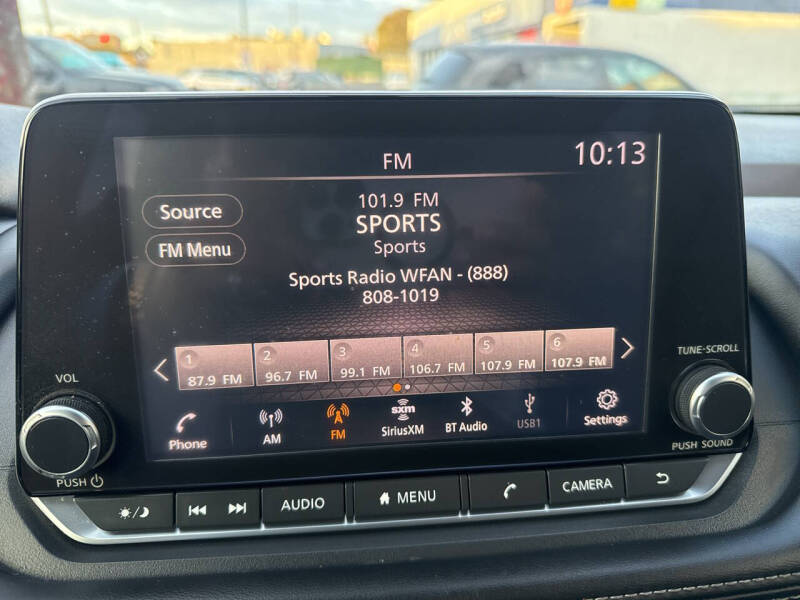 FM
10:13
101.9 FM
SPORTS
Sports
Source
FM Menu
Sports Radio WFAN - (888)
808-1019
1
87.9 FM
2
96.7 FM
3
99.1 FM
4
106.7 FM
5
107.9 FM
6
107.9 FM
Phone
AM
FM
sxm
SiriusXM
BT Audio
USB1
Settings
VOL
PUSH
TUNE·SCROLL
PUSH SOUND
AUDIO
MENU
CAMERA